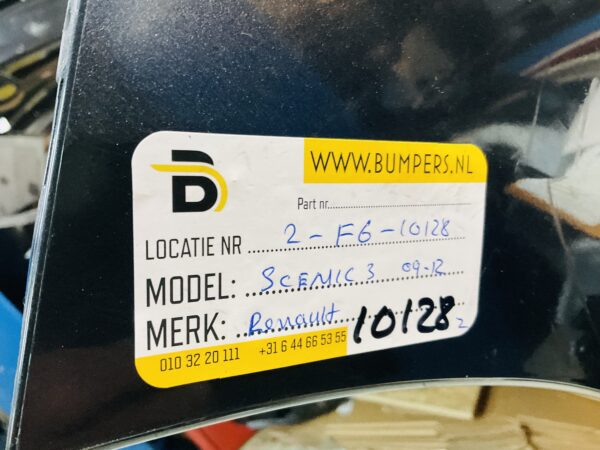 WWW.BUMPERS.NL
B
Part nr.
LOCATIE NR 2-F6-10128
MODEL: SCENIC 3 09-12
MERK: Renault 10128 2
010 32 20 111 +31 6 44 66 53 55